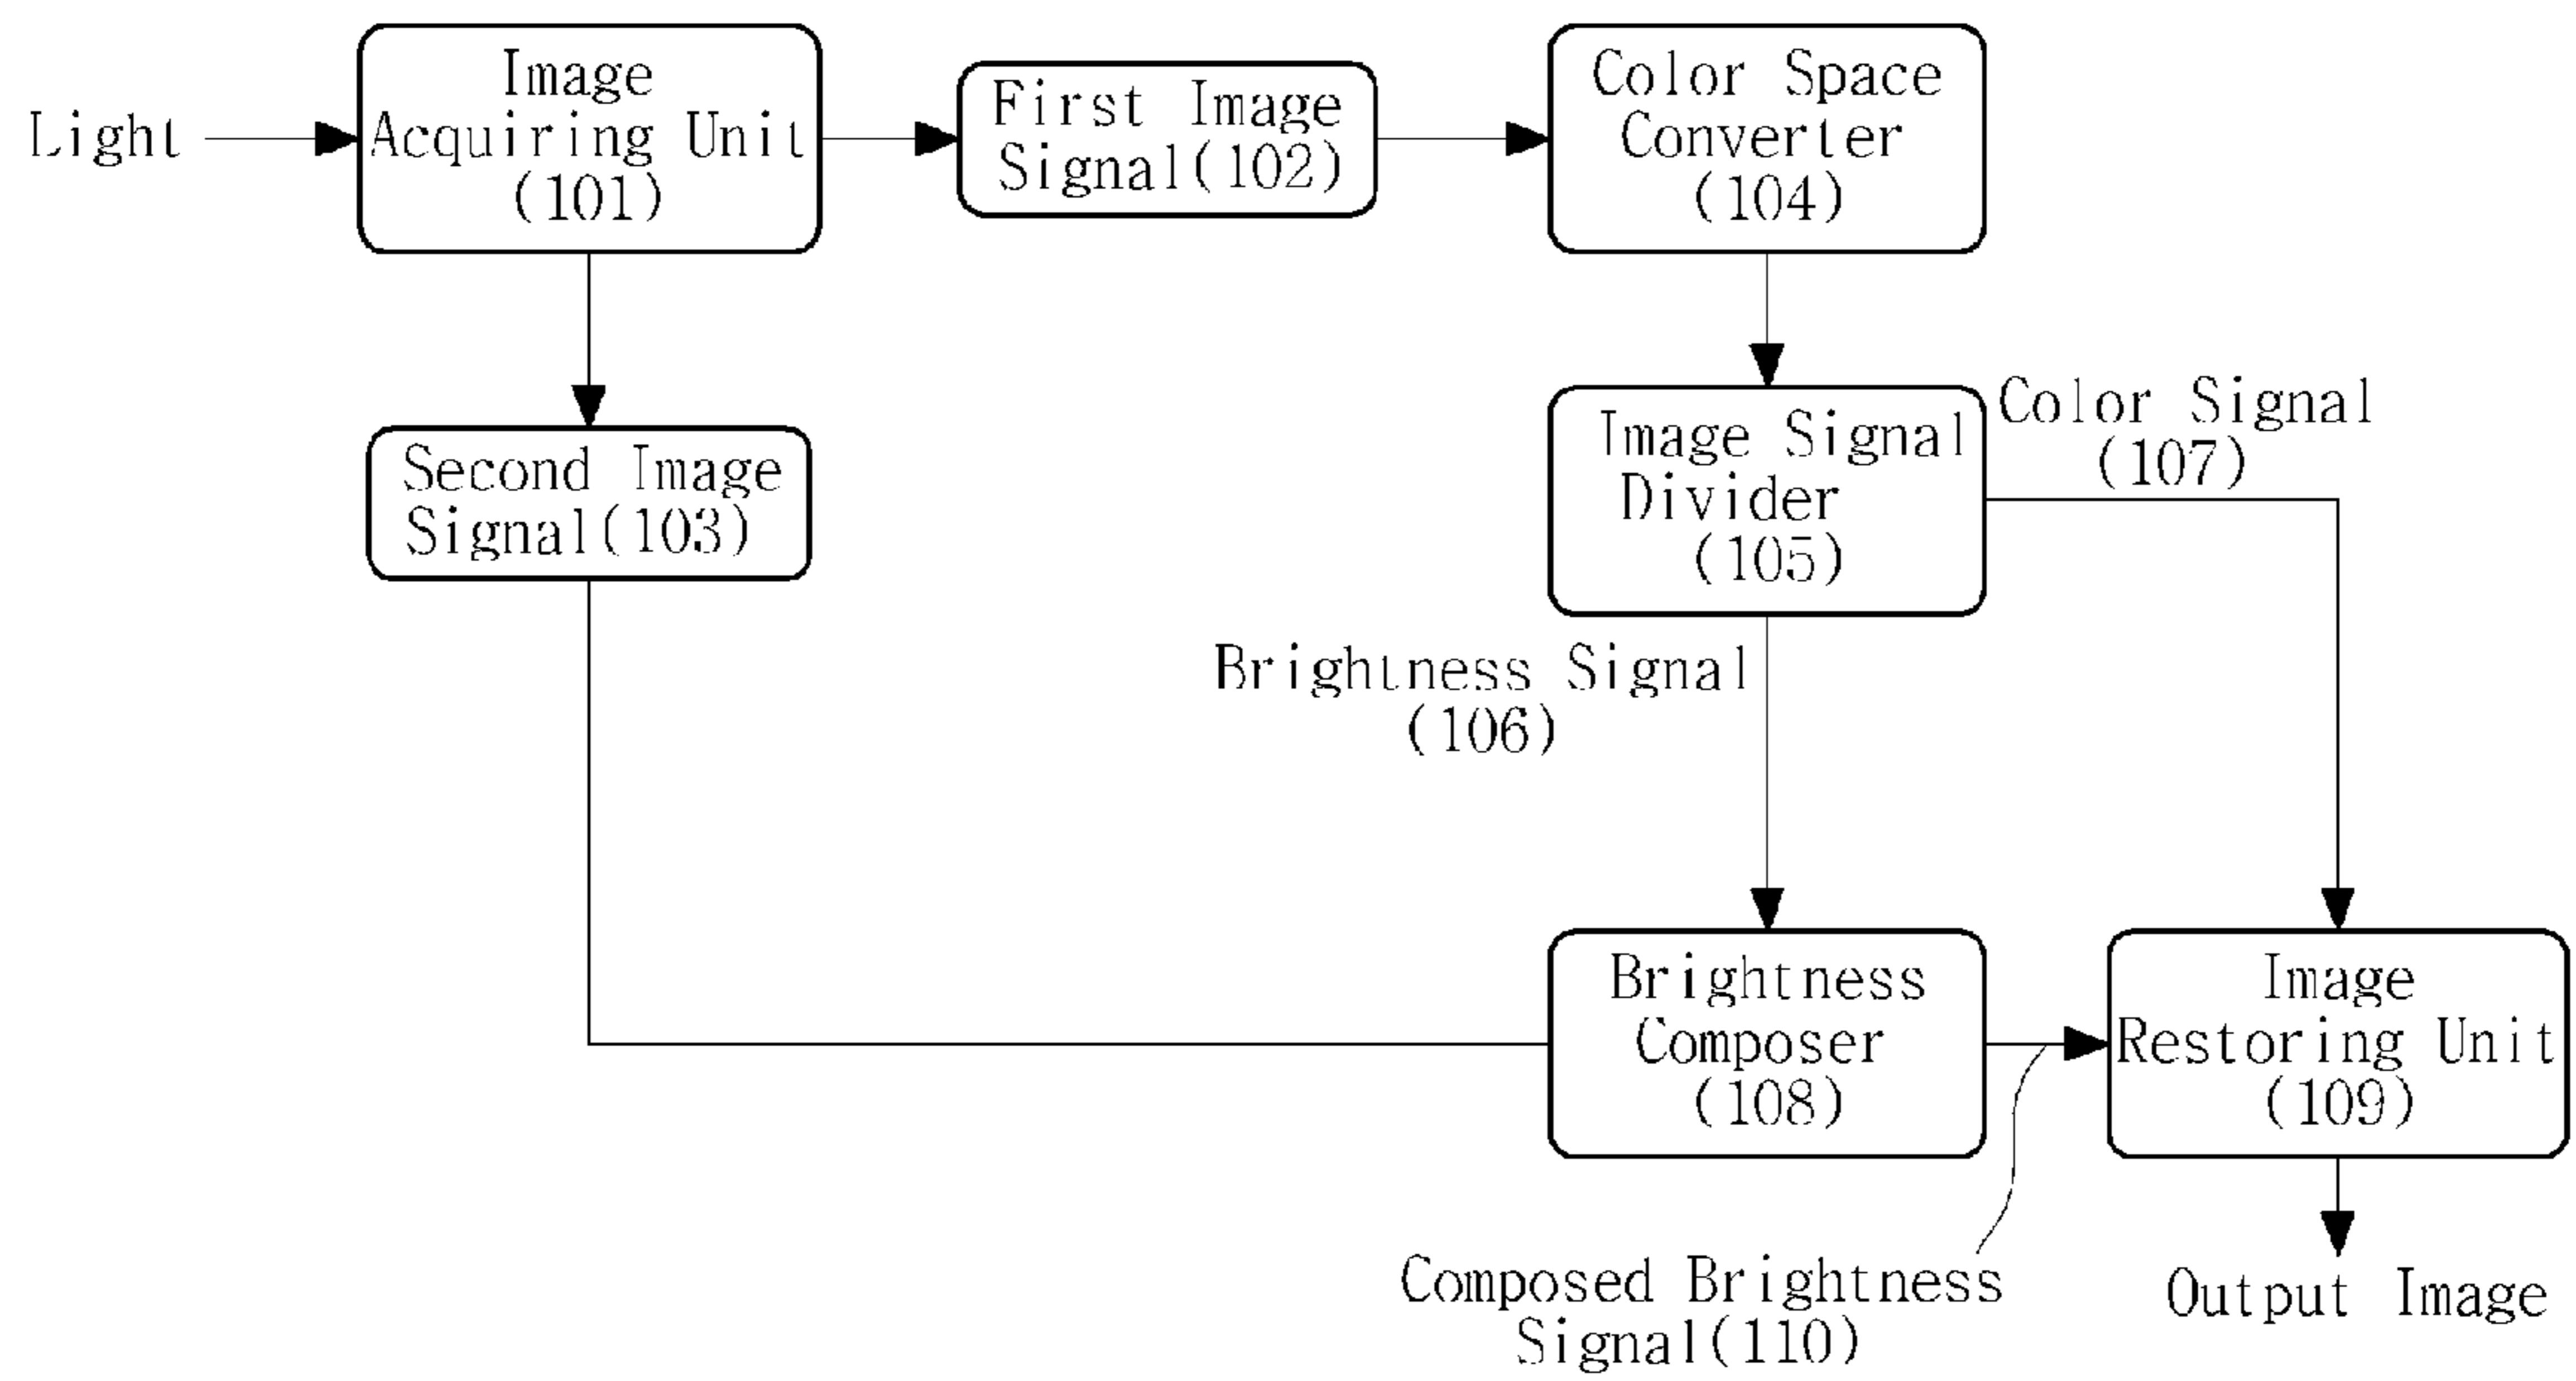 Light
Image
Acquiring Unit
(101)
First Image
Signal(102)
Color Space
Converter
(104)
Second Image
Signal(103)
Image Signal
Divider
(105)
Color Signal
(107)
Brightness Signal
(106)
Brightness
Composer
(108)
Image
Restoring Unit
(109)
Composed Brightness
Signal(110)
Output Image